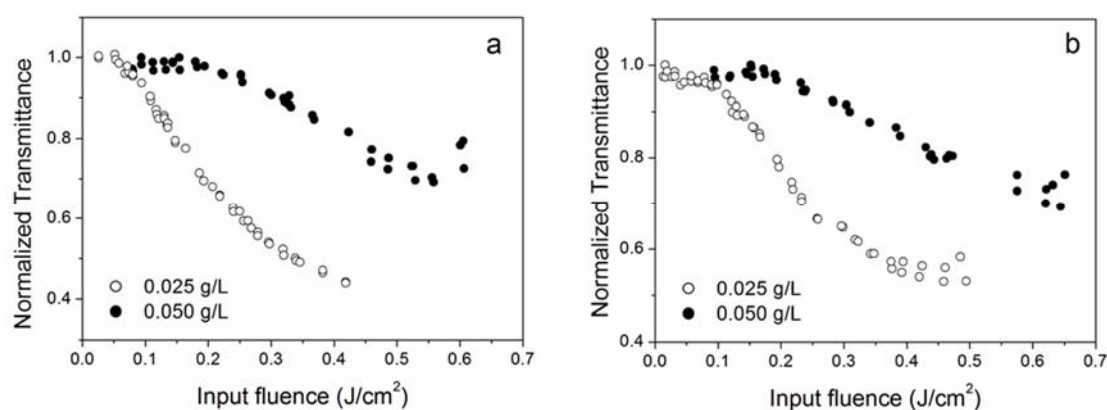 a
1.0
0.8
0.6
0.4
Normalized Transmittance
0.025 g/L
0.050 g/L
0.0 0.1 0.2 0.3 0.4 0.5 0.6 0.7
Input fluence (J/cm²)
b
1.0
0.8
0.6
0.4
Normalized Transmittance
0.025 g/L
0.050 g/L
0.0 0.1 0.2 0.3 0.4 0.5 0.6 0.7
Input fluence (J/cm²)